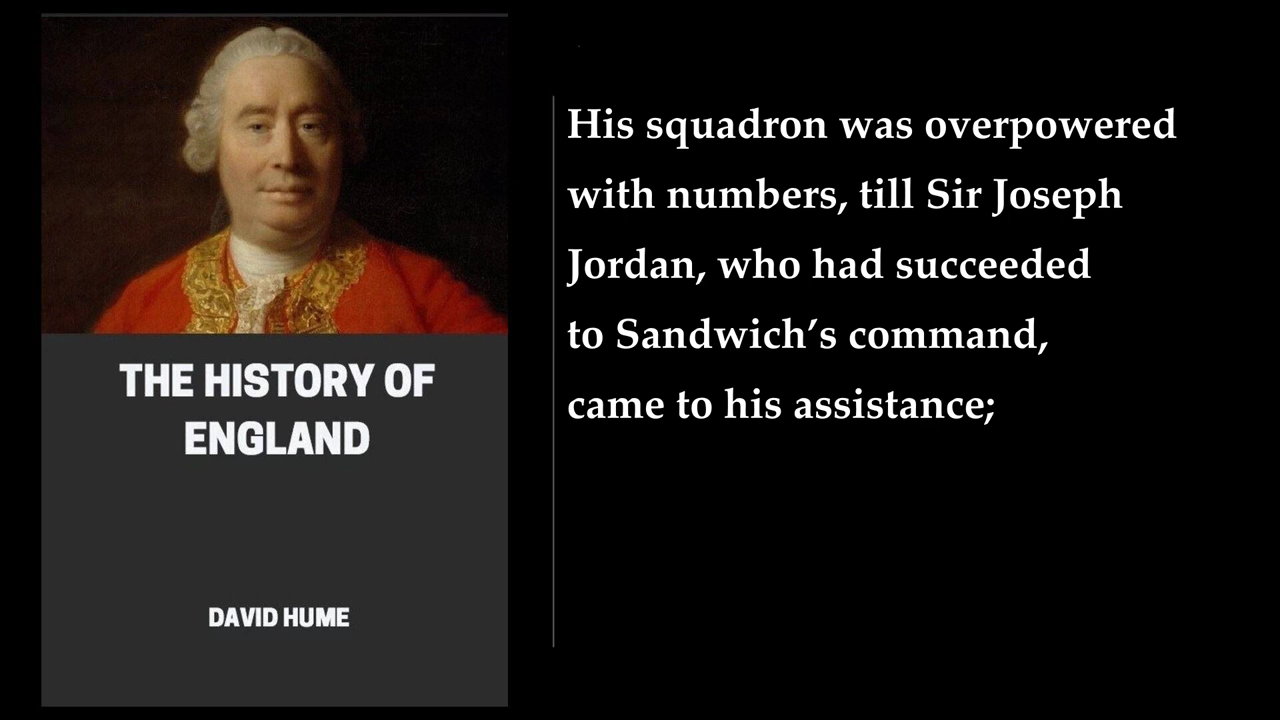 THE HISTORY OF
ENGLAND
DAVID HUME
His squadron was overpowered
with numbers, till Sir Joseph
Jordan, who had succeeded
to Sandwich’s command,
came to his assistance;